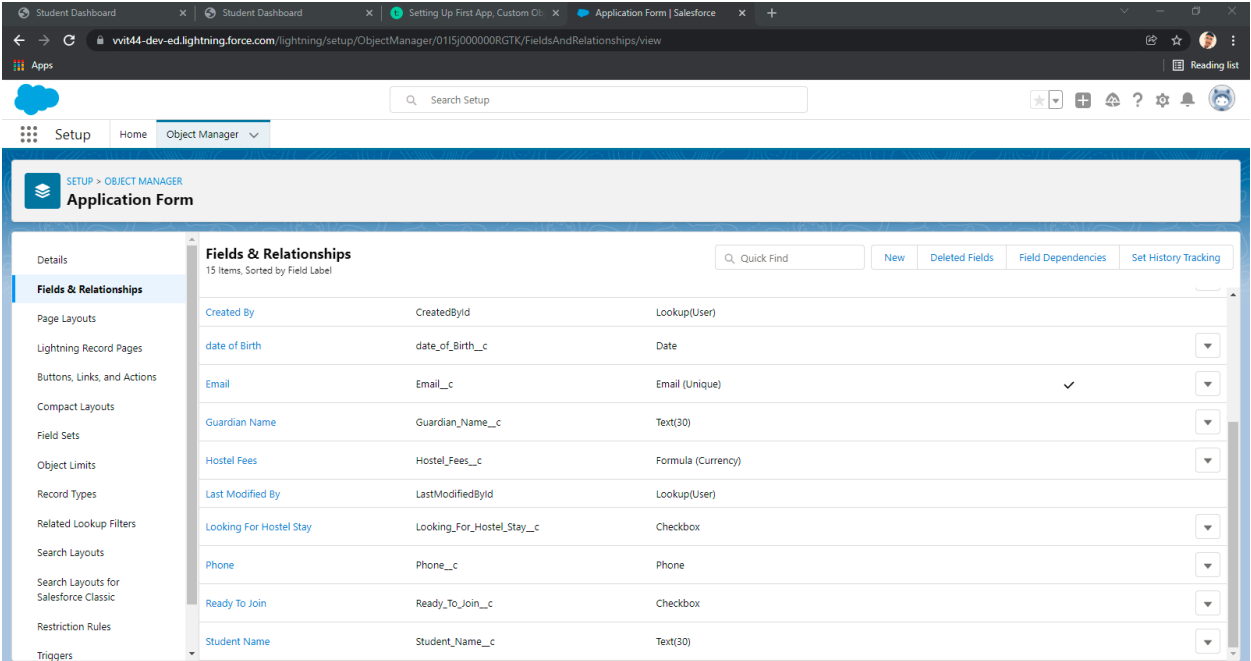 Student Dashboard
Student Dashboard
Setting Up First App, Custom Ob
Application Form | Salesforce
vvit44-dev-ed.lightning.force.com/lightning/setup/ObjectManager/01I5j000000RGTK/FieldsAndRelationships/view
Apps
Reading list
Search Setup
Setup
Home
Object Manager
SETUP > OBJECT MANAGER
Application Form
Details
Fields & Relationships
Page Layouts
Lightning Record Pages
Buttons, Links, and Actions
Compact Layouts
Field Sets
Object Limits
Record Types
Related Lookup Filters
Search Layouts
Search Layouts for
Salesforce Classic
Restriction Rules
Triggers
Fields & Relationships
15 Items, Sorted by Field Label
Quick Find
New
Deleted Fields
Field Dependencies
Set History Tracking
Created By CreatedById Lookup(User)
date of Birth date_of_Birth__c Date
Email Email__c Email (Unique)
Guardian Name Guardian_Name__c Text(30)
Hostel Fees Hostel_Fees__c Formula (Currency)
Last Modified By LastModifiedById Lookup(User)
Looking For Hostel Stay Looking_For_Hostel_Stay__c Checkbox
Phone Phone__c Phone
Ready To Join Ready_To_Join__c Checkbox
Student Name Student_Name__c Text(30)